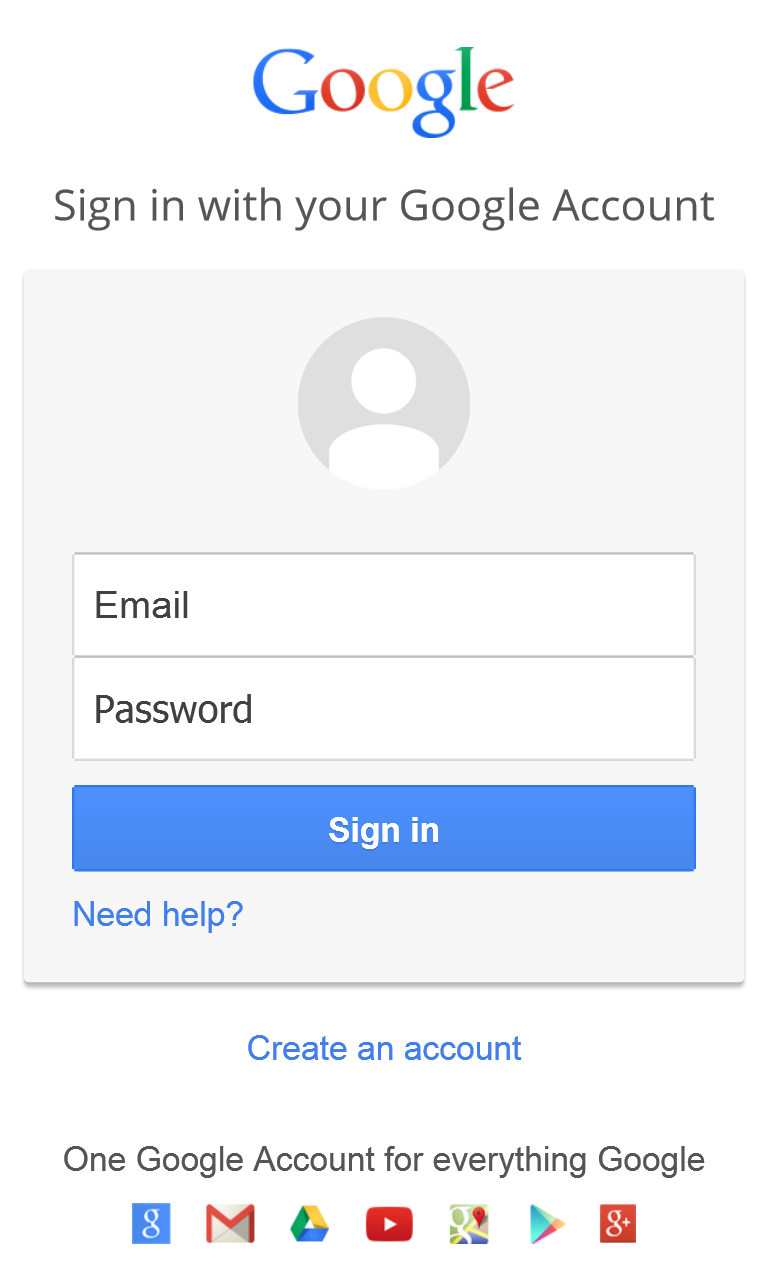 Google
Sign in with your Google Account
Email
Password
Sign in
Need help?
Create an account
One Google Account for everything Google
g g g+